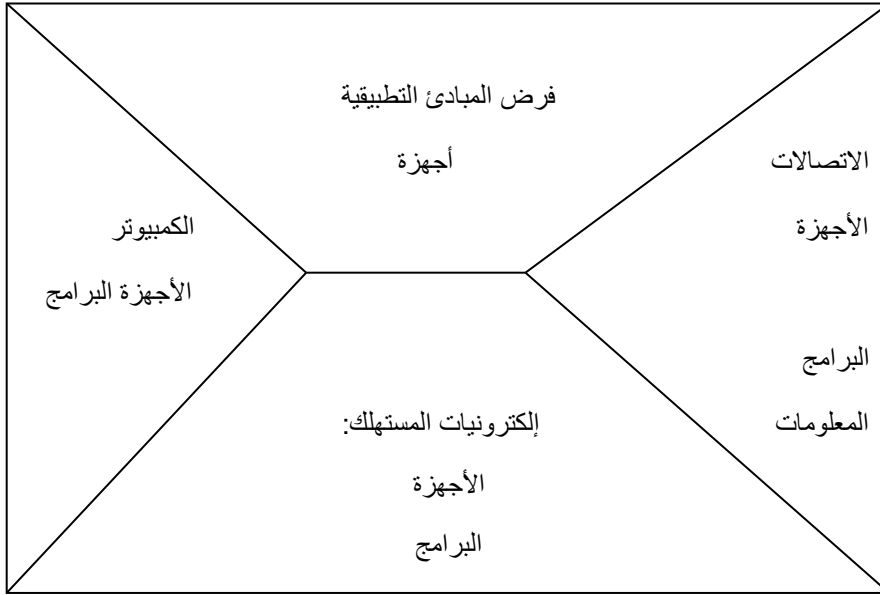 فرض المبادئ التطبيقية
أجهزة
الاتصالات
الأجهزة
البرامج
المعلومات
الكمبيوتر
الأجهزة البرامج
إلكترونيات المستهلك:
الأجهزة
البرامج